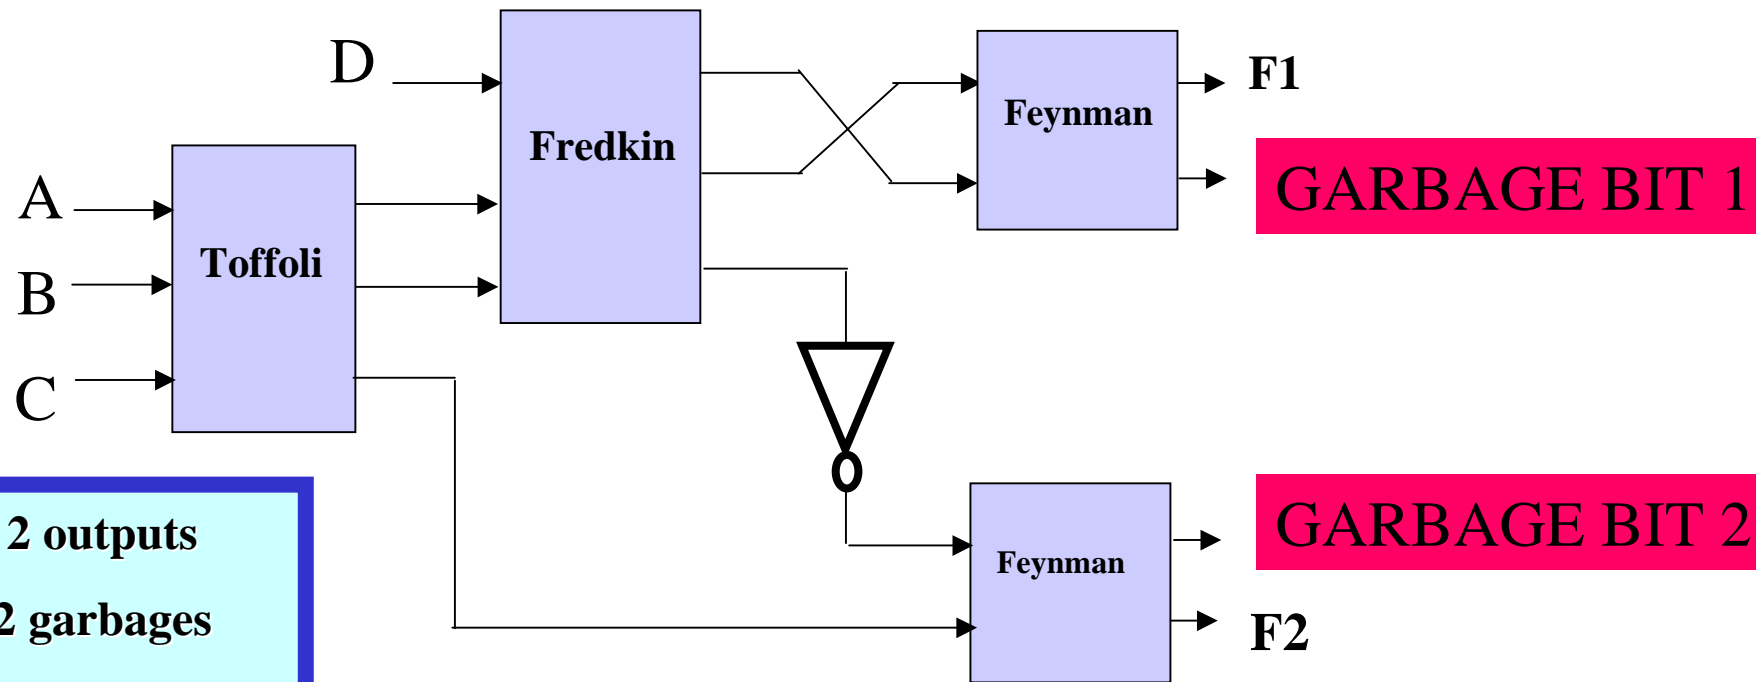 D
Fredkin
Feynman
F1
GARBAGE BIT 1
A
Toffoli
B
C
2 outputs
2 garbages
Feynman
GARBAGE BIT 2
F2